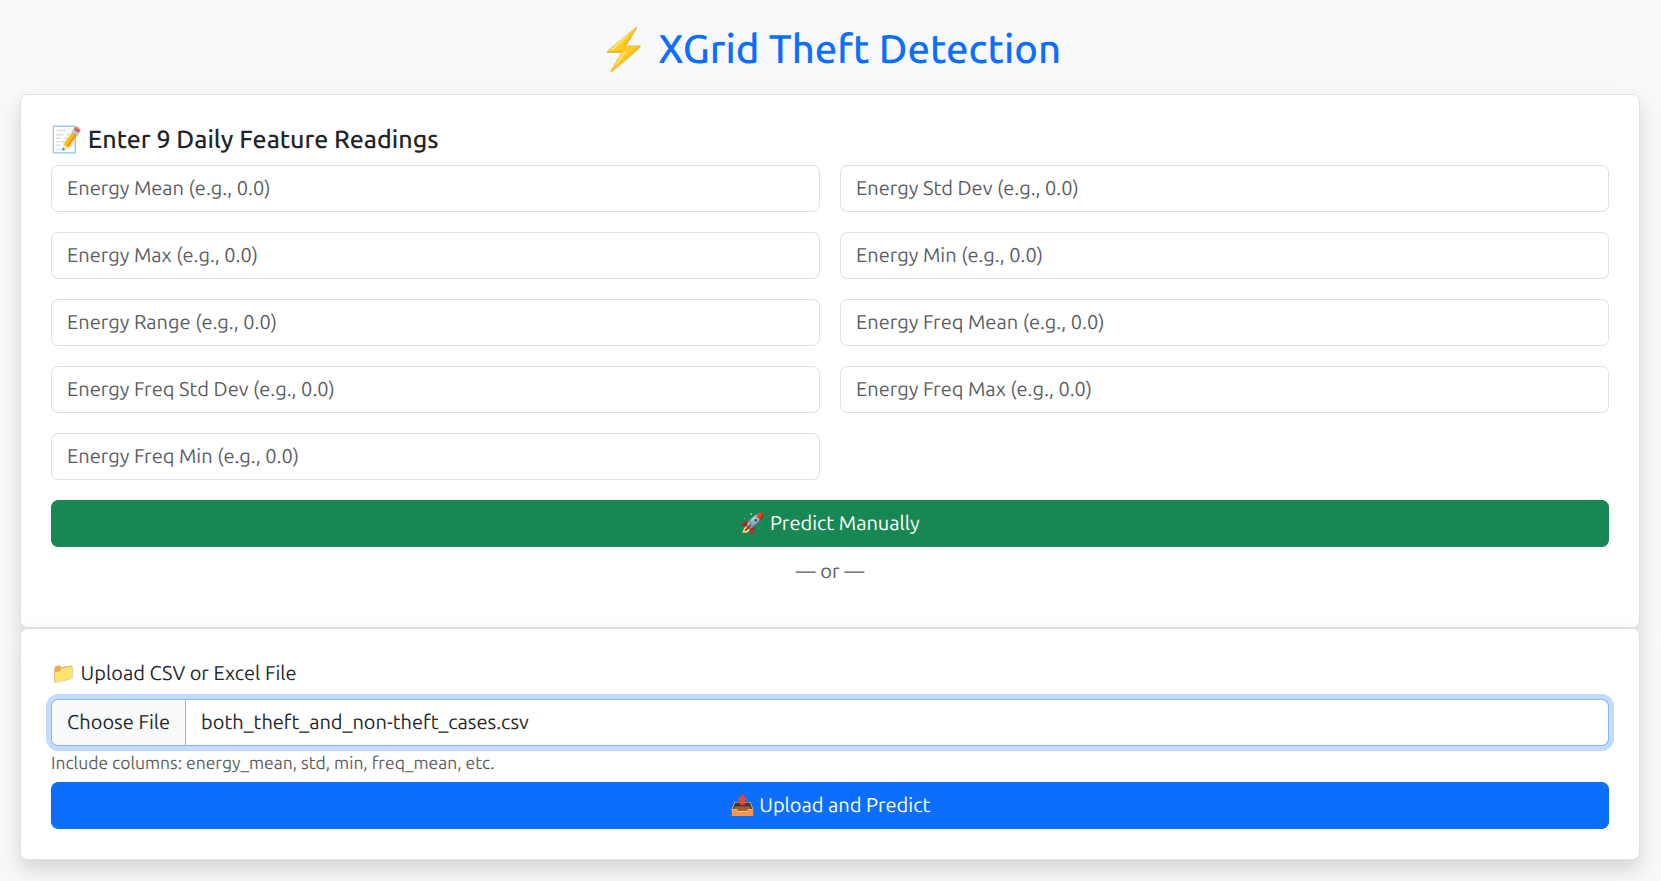 ⚡ XGrid Theft Detection
📝 Enter 9 Daily Feature Readings
Energy Mean (e.g., 0.0)
Energy Std Dev (e.g., 0.0)
Energy Max (e.g., 0.0)
Energy Min (e.g., 0.0)
Energy Range (e.g., 0.0)
Energy Freq Mean (e.g., 0.0)
Energy Freq Std Dev (e.g., 0.0)
Energy Freq Max (e.g., 0.0)
Energy Freq Min (e.g., 0.0)
🚀 Predict Manually
— or —
📁 Upload CSV or Excel File
Choose File both_theft_and_non-theft_cases.csv
Include columns: energy_mean, std, min, freq_mean, etc.
📤 Upload and Predict